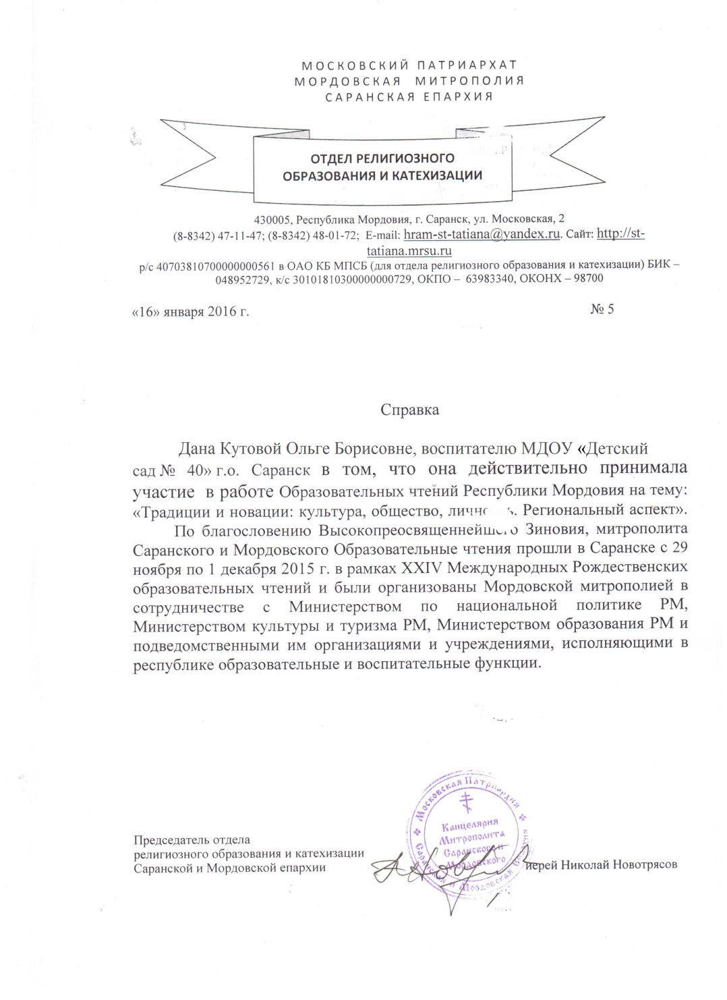 МОСКОВСКИЙ ПАТРИАРХАТ
МОРДОВСКАЯ МИТРОПОЛИЯ
САРАНСКАЯ ЕПАРХИЯ
ОТДЕЛ РЕЛИГИОЗНОГО
ОБРАЗОВАНИЯ И КАТЕХИЗАЦИИ
430005, Республика Мордовия, г. Саранск, ул. Московская, 2
(8-8342) 47-11-47; (8-8342) 48-01-72; E-mail: hram-st-tatiana@yandex.ru. Сайт: http://st-
tatiana.mrsu.ru
р/с 40703810700000000561 в ОАО КБ МПСБ (для отдела религиозного образования и катехизации) БИК –
048952729, к/с 30101810300000000729, ОКПО – 63983340, ОКОНХ – 98700
«16» января 2016 г. № 5
Справка
Дана Кутовой Ольге Борисовне, воспитателю МДОУ «Детский
сад № 40» г.о. Саранск в том, что она действительно принимала
участие в работе Образовательных чтений Республики Мордовия на тему:
«Традиции и новации: культура, общество, личность. Региональный аспект».
По благословению Высокопреосвященнейшего Зиновия, митрополита
Саранского и Мордовского Образовательные чтения прошли в Саранске с 29
ноября по 1 декабря 2015 г. в рамках XXIV Международных Рождественских
образовательных чтений и были организованы Мордовской митрополией в
сотрудничестве с Министерством по национальной политике РМ,
Министерством культуры и туризма РМ, Министерством образования РМ и
подведомственными им организациями и учреждениями, исполняющими в
республике образовательные и воспитательные функции.
Московская Патриархия
Канцелярия
Митрополита
Саранского и
Мордовского
Саранская и Мордовская Епархия
Председатель отдела
религиозного образования и катехизации
Саранской и Мордовской епархии иерей Николай Новотрясов